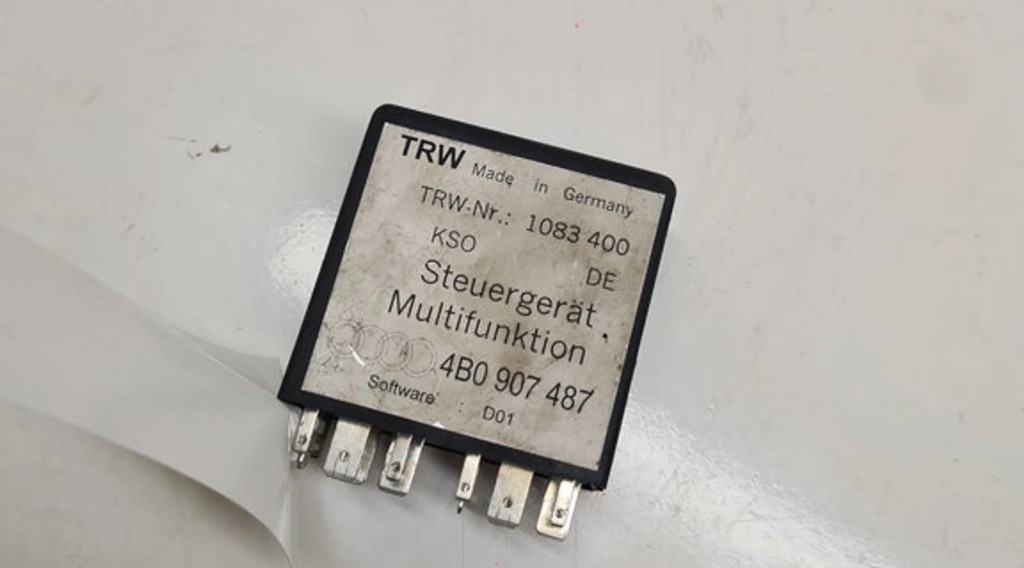 TRW Made in Germany
TRW-Nr.: 1083 400
KSO DE
Steuergerät
Multifunktion
4B0 907 487
Software : D01